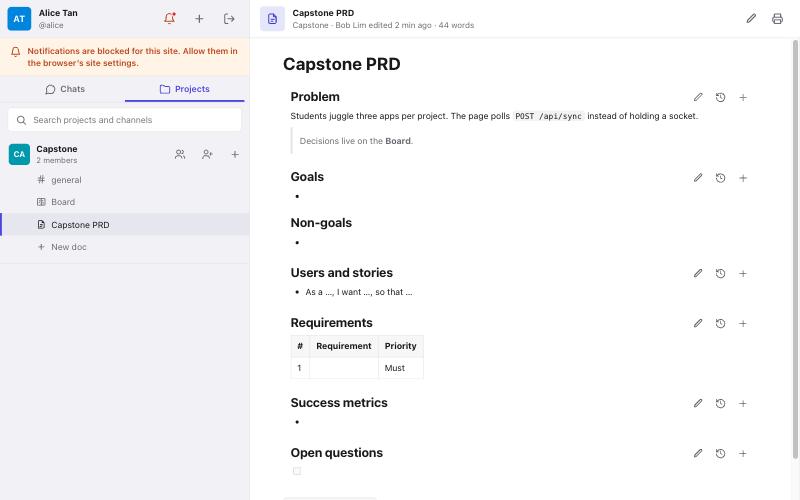 AT
Alice Tan
@alice
Notifications are blocked for this site. Allow them in
the browser's site settings.
Chats
Projects
Search projects and channels
CA
Capstone
2 members
general
Board
Capstone PRD
New doc
Capstone PRD
Capstone · Bob Lim edited 2 min ago · 44 words
Capstone PRD
Problem
Students juggle three apps per project. The page polls POST /api/sync instead of holding a socket.
Decisions live on the Board.
Goals
•
Non-goals
•
Users and stories
• As a …, I want …, so that …
Requirements
# Requirement Priority
1 Must
Success metrics
•
Open questions